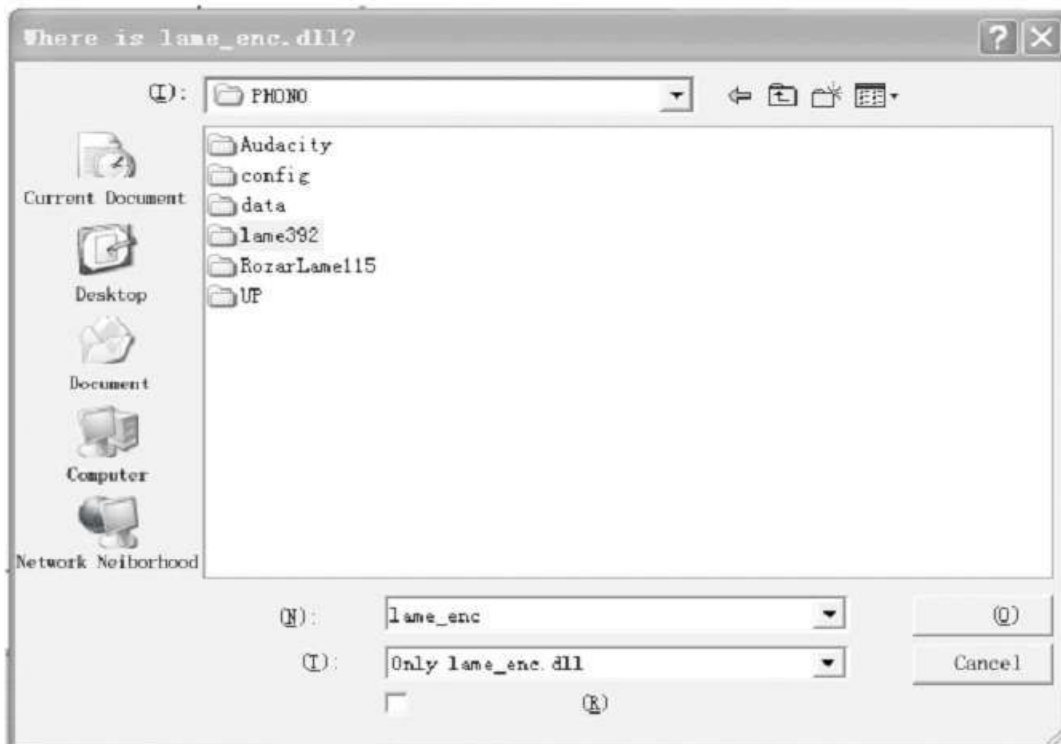 Where is lame_enc.dll?
(I):
PHONO
Audacity
config
data
lame392
RozarLame115
UP
Current Document
Desktop
Document
Computer
Network Neiborhood
(N):
lame_enc
(O)
(T):
Only lame_enc.dll
Cancel
(R)